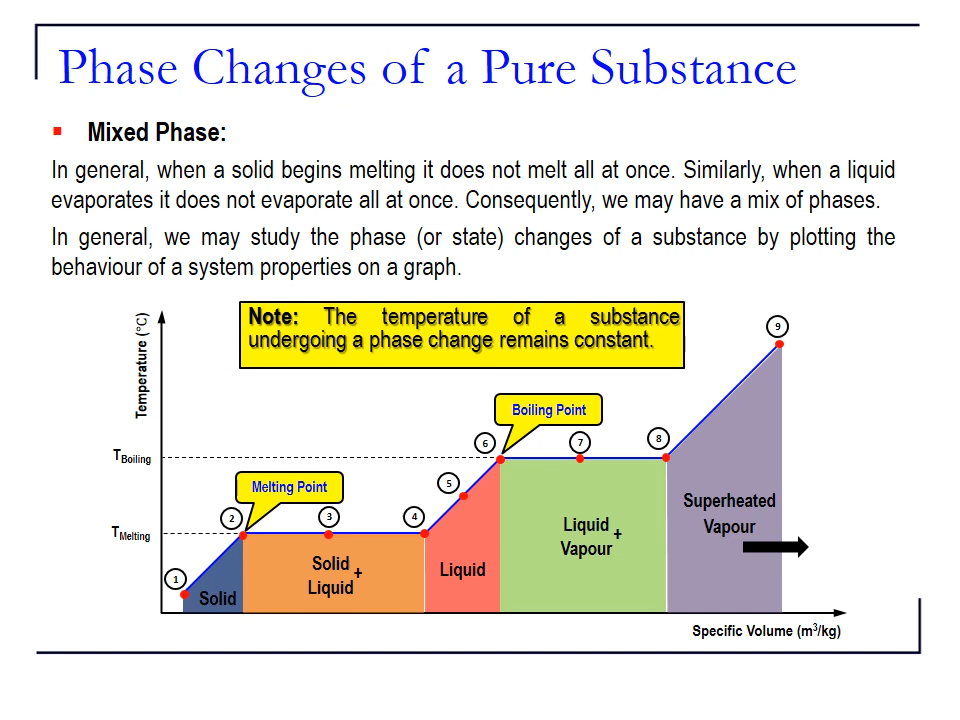 Phase Changes of a Pure Substance
▪ Mixed Phase:
In general, when a solid begins melting it does not melt all at once. Similarly, when a liquid
evaporates it does not evaporate all at once. Consequently, we may have a mix of phases.
In general, we may study the phase (or state) changes of a substance by plotting the
behaviour of a system properties on a graph.
Note: The temperature of a substance
undergoing a phase change remains constant.
Temperature (°C)
9
Boiling Point
6
7
8
T Boiling
5
Melting Point
2
3
4
T Melting
1
Solid
Solid +
Liquid
Liquid
Liquid +
Vapour
Superheated
Vapour
Specific Volume (m³/kg)